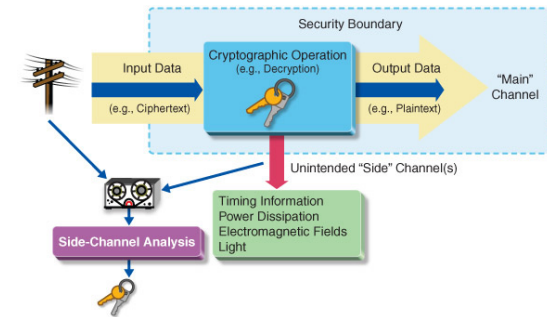 Security Boundary
Input Data
(e.g., Ciphertext)
Cryptographic Operation
(e.g., Decryption)
Output Data
(e.g., Plaintext)
“Main”
Channel
Unintended “Side” Channel(s)
Timing Information
Power Dissipation
Electromagnetic Fields
Light
Side-Channel Analysis